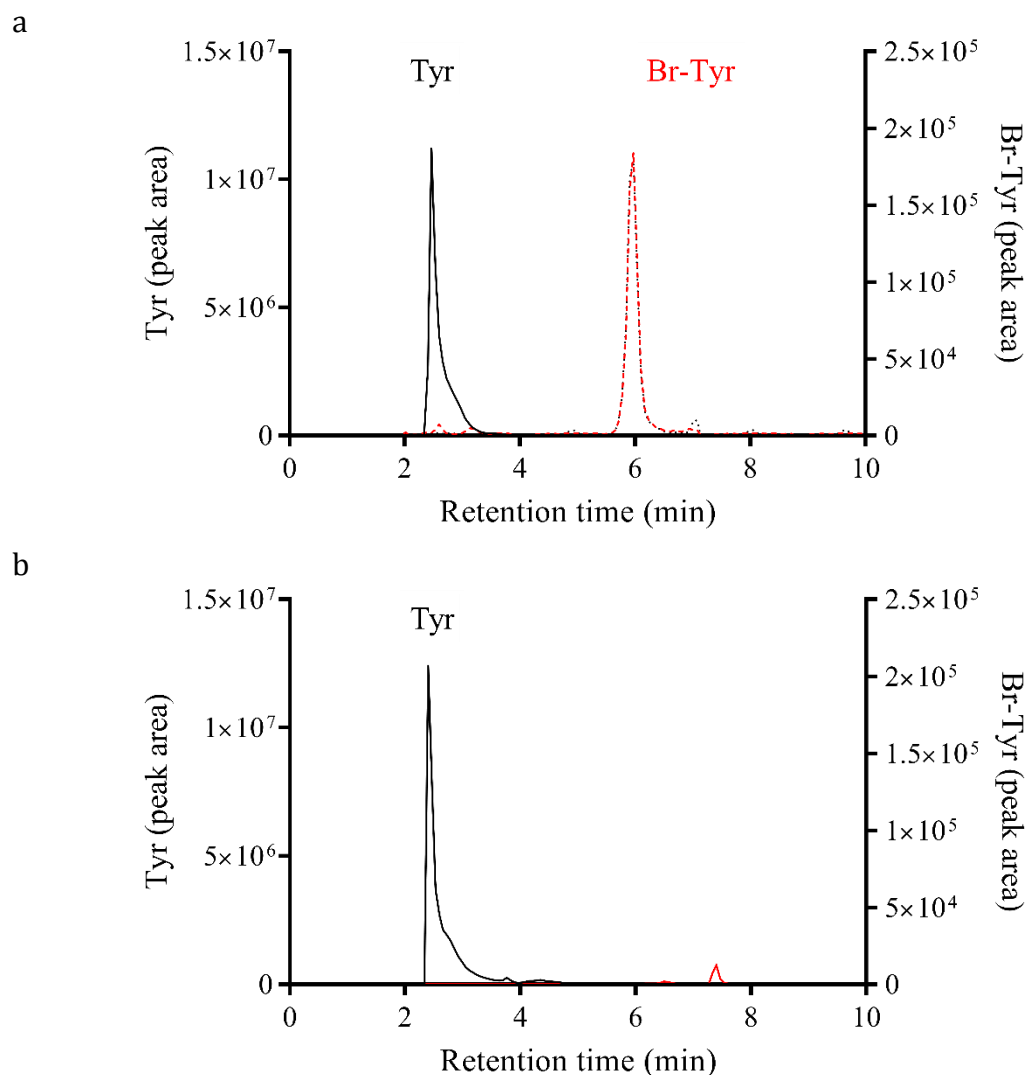 a
1.5×10⁷
1×10⁷
5×10⁶
0
Tyr (peak area)
Tyr
Br-Tyr
2.5×10⁵
2×10⁵
1.5×10⁵
1×10⁵
5×10⁴
0
Br-Tyr (peak area)
0 2 4 6 8 10
Retention time (min)
b
1.5×10⁷
1×10⁷
5×10⁶
0
Tyr (peak area)
Tyr
2.5×10⁵
2×10⁵
1.5×10⁵
1×10⁵
5×10⁴
0
Br-Tyr (peak area)
0 2 4 6 8 10
Retention time (min)